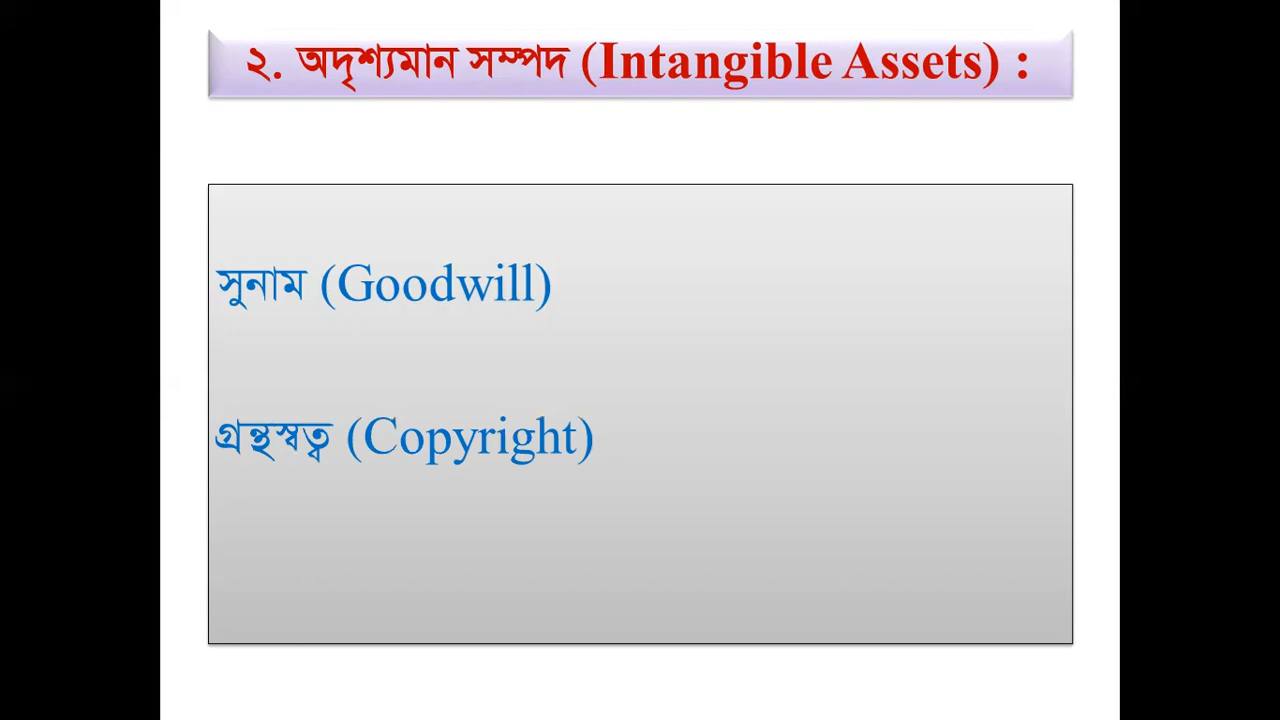 ২. অদৃশ্যমান সম্পদ (Intangible Assets) :
সুনাম (Goodwill)
গ্রন্থস্বত্ব (Copyright)